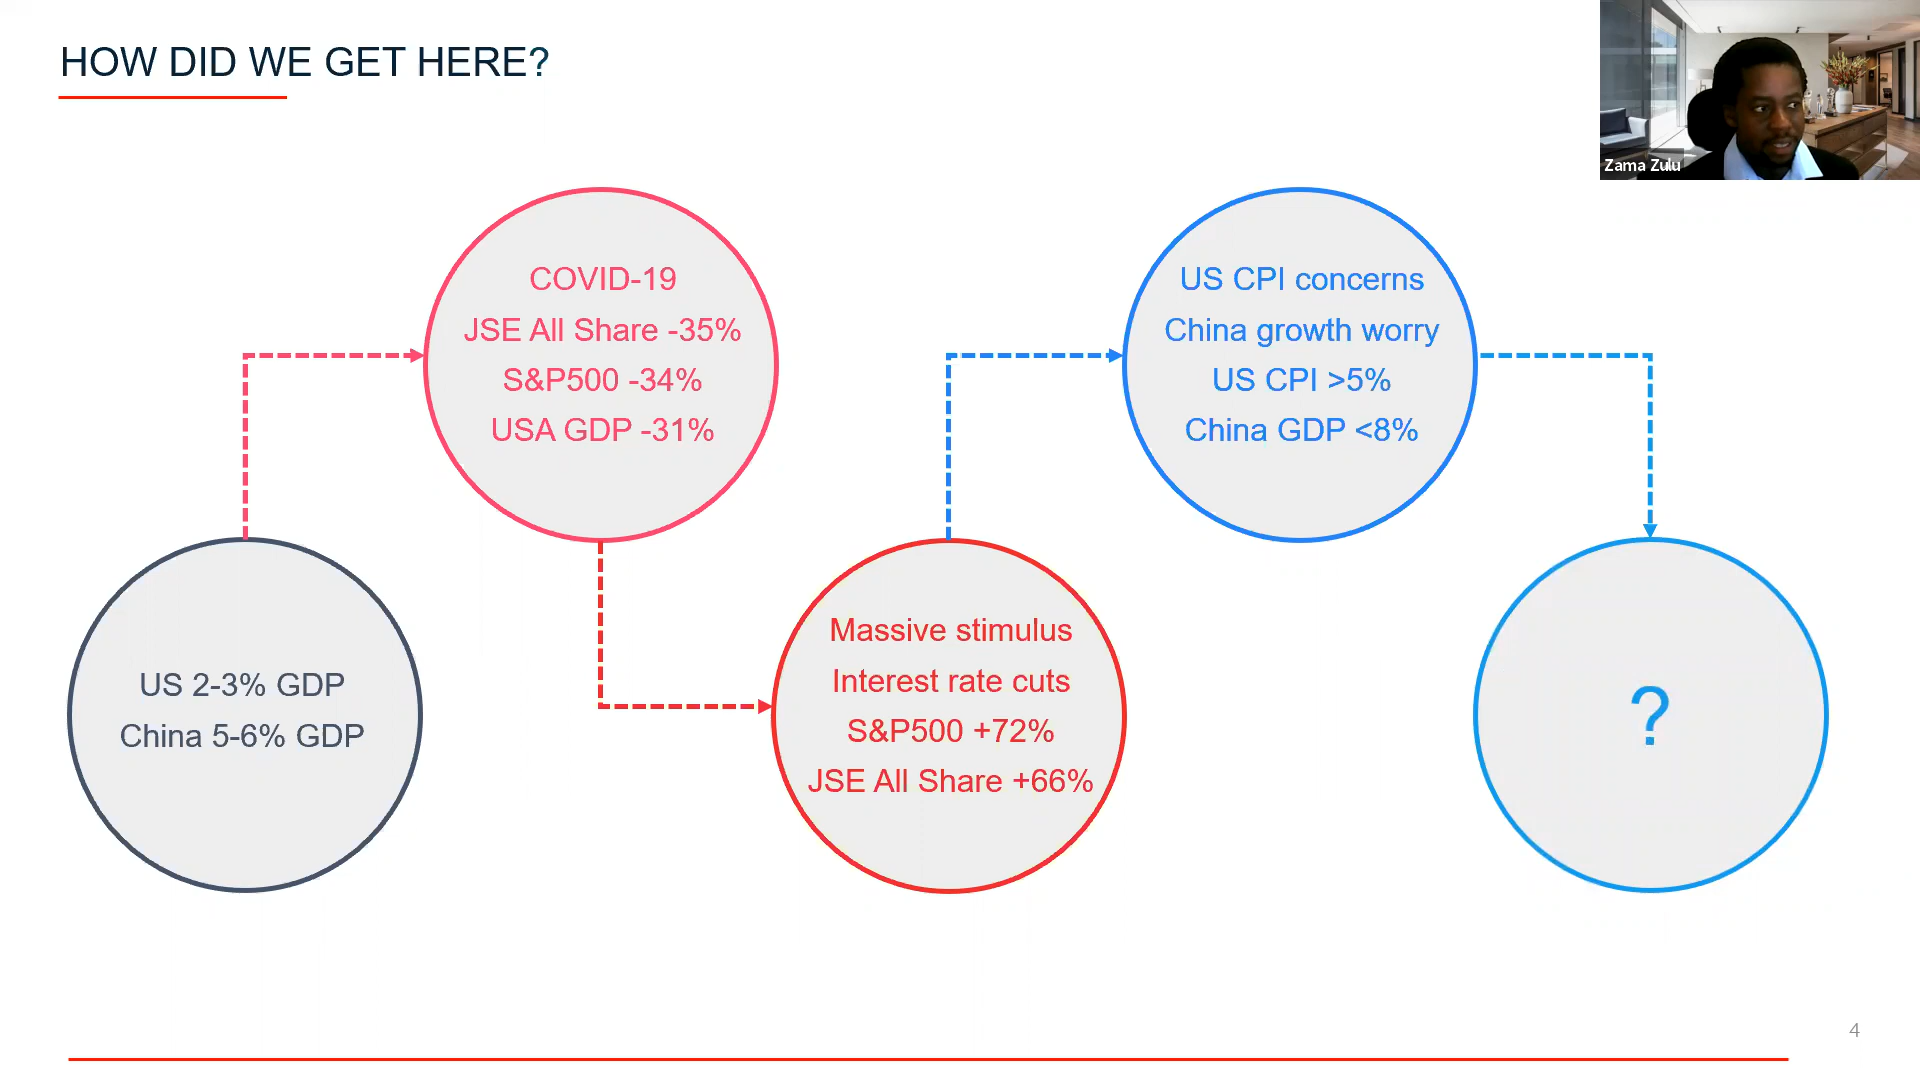 HOW DID WE GET HERE?
Zama Zulu
US 2-3% GDP
China 5-6% GDP
COVID-19
JSE All Share -35%
S&P500 -34%
USA GDP -31%
Massive stimulus
Interest rate cuts
S&P500 +72%
JSE All Share +66%
US CPI concerns
China growth worry
US CPI >5%
China GDP <8%
?
4